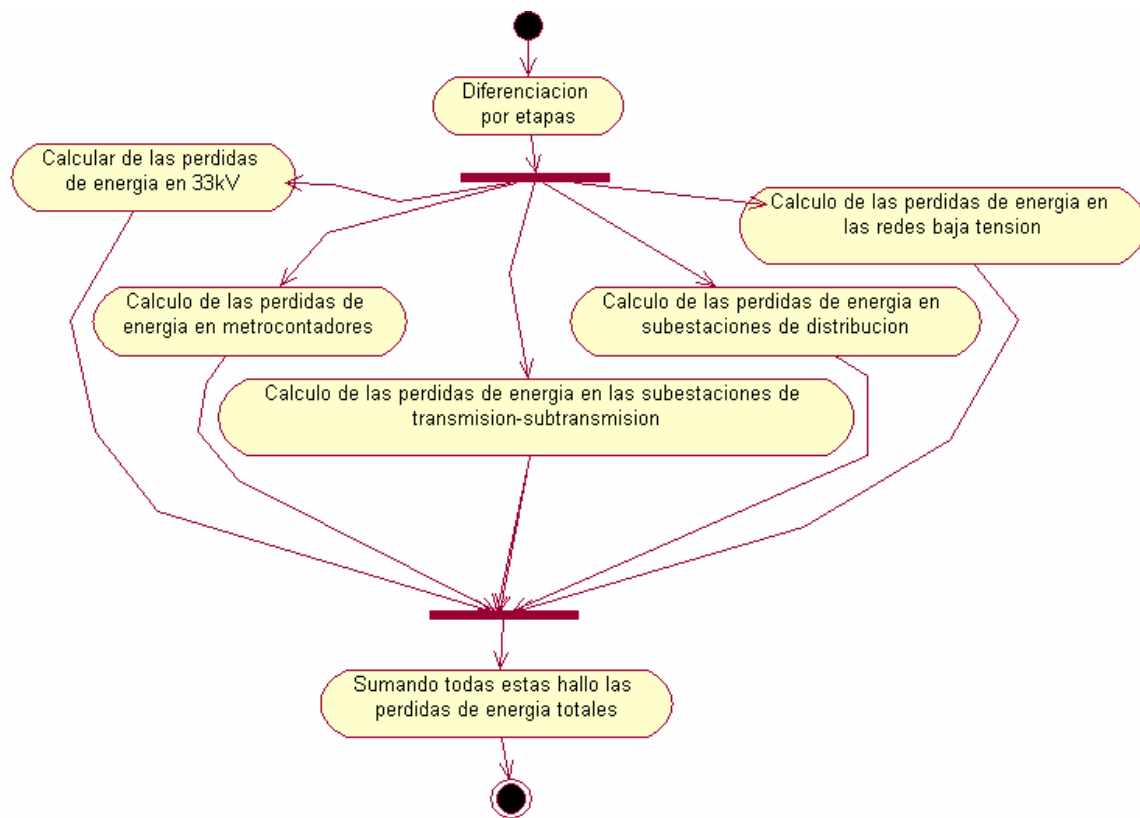 Diferenciacion
por etapas
Calcular de las perdidas
de energia en 33kV
Calculo de las perdidas de energia en
las redes baja tension
Calculo de las perdidas de
energia en metrocontadores
Calculo de las perdidas de energia en
subestaciones de distribucion
Calculo de las perdidas de energia en las subestaciones de
transmision-subtransmision
Sumando todas estas hallo las
perdidas de energia totales